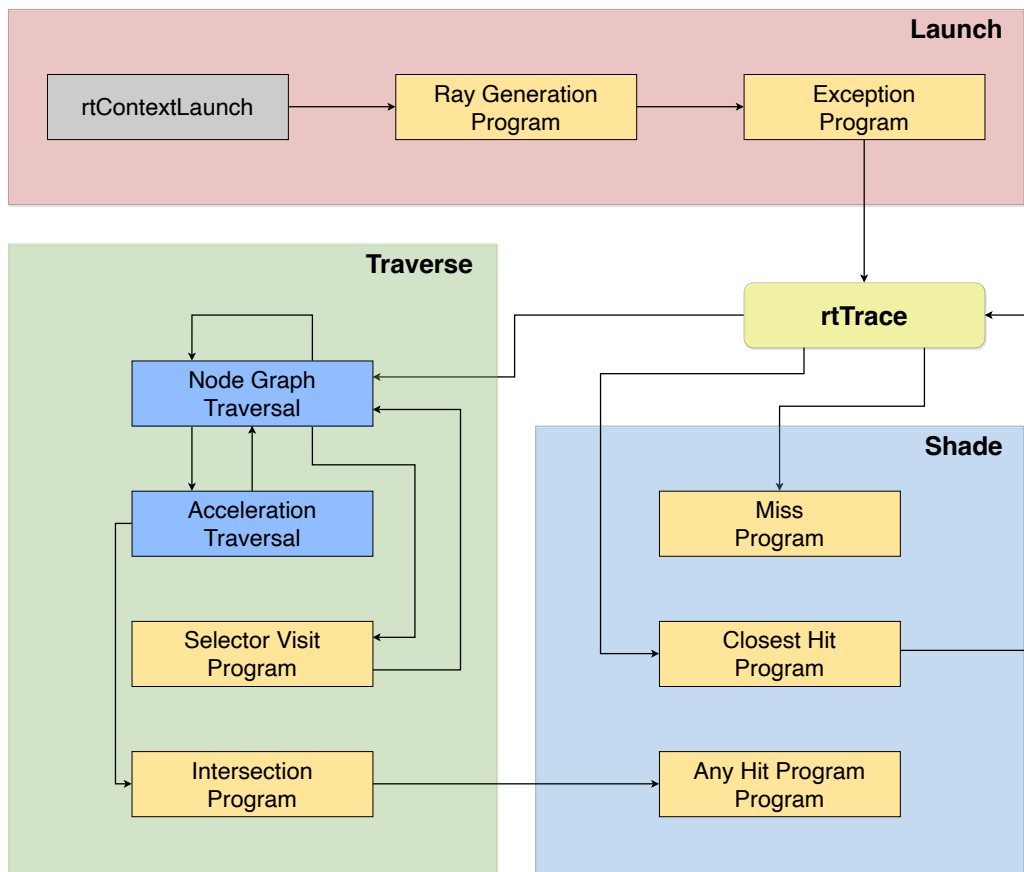 Launch
rtContextLaunch
Ray Generation
Program
Exception
Program
Traverse
rtTrace
Node Graph
Traversal
Shade
Acceleration
Traversal
Miss
Program
Selector Visit
Program
Closest Hit
Program
Intersection
Program
Any Hit Program
Program